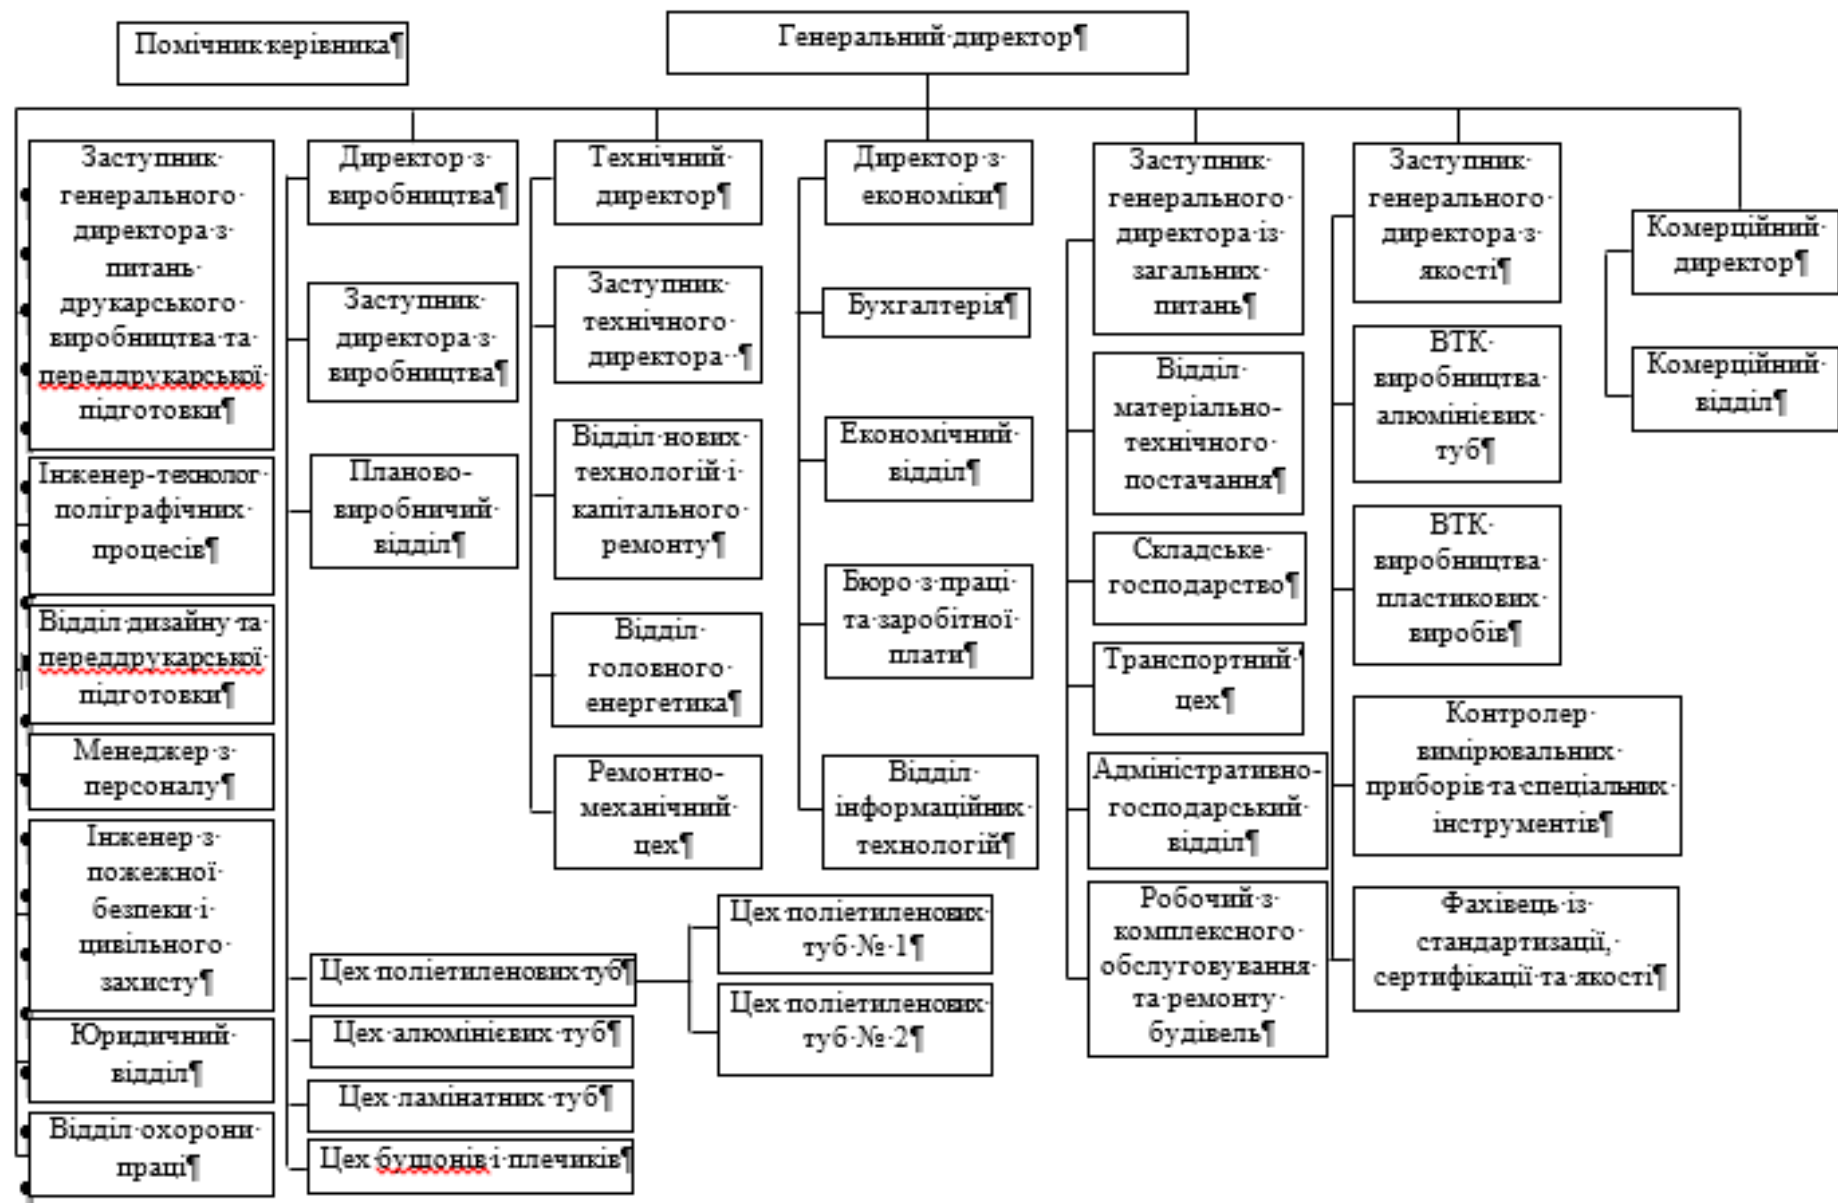 Помічник керівника¶
Генеральний директор¶
Заступник
генерального
директора з
питань
друкарського
виробництва та
переддрукарської
підготовки¶
Інженер-технолог
поліграфічних
процесів¶
Відділ дизайну та
переддрукарської
підготовки¶
Менеджер з
персоналу¶
Інженер з
пожежної
безпеки і
цивільного
захисту¶
Юридичний
відділ¶
Відділ охорони
праці¶
Директор з
виробництва¶
Заступник
директора з
виробництва¶
Планово-
виробничий
відділ¶
Цех поліетиленових туб¶
Цех поліетиленових
туб № 1¶
Цех поліетиленових
туб № 2¶
Цех алюмінієвих туб¶
Цех ламінатних туб¶
Цех бушонів і плечиків¶
Технічний
директор¶
Заступник
технічного
директора ¶
Відділ нових
технологій і
капітального
ремонту¶
Відділ
головного
енергетика¶
Ремонтно-
механічний
цех¶
Директор з
економіки¶
Бухгалтерія¶
Економічний
відділ¶
Бюро з праці
та заробітної
плати¶
Відділ
інформаційних
технологій¶
Заступник
генерального
директора із
загальних
питань¶
Відділ
матеріально-
технічного
постачання¶
Складське
господарство¶
Транспортний
цех¶
Адміністративно-
господарський
відділ¶
Робочий з
комплексного
обслуговування
та ремонту
будівель¶
Заступник
генерального
директора з
якості¶
ВТК
виробництва
алюмінієвих
туб¶
ВТК
виробництва
пластикових
виробів¶
Контролер
вимірювальних
приборів та спеціальних
інструментів¶
Фахівець із
стандартизації,
сертифікації та якості¶
Комерційний
директор¶
Комерційний
відділ¶